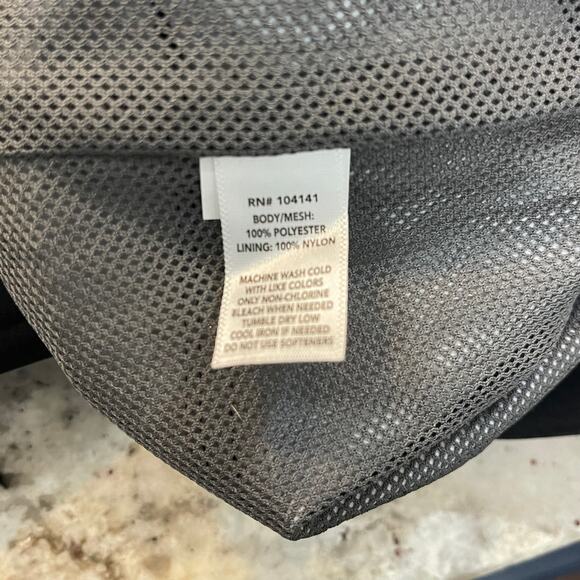 RN# 104141
BODY/MESH:
100% POLYESTER
LINING: 100% NYLON
MACHINE WASH COLD
WITH LIKE COLORS
ONLY NON-CHLORINE
BLEACH WHEN NEEDED
TUMBLE DRY LOW
COOL IRON IF NEEDED
DO NOT USE SOFTENERS